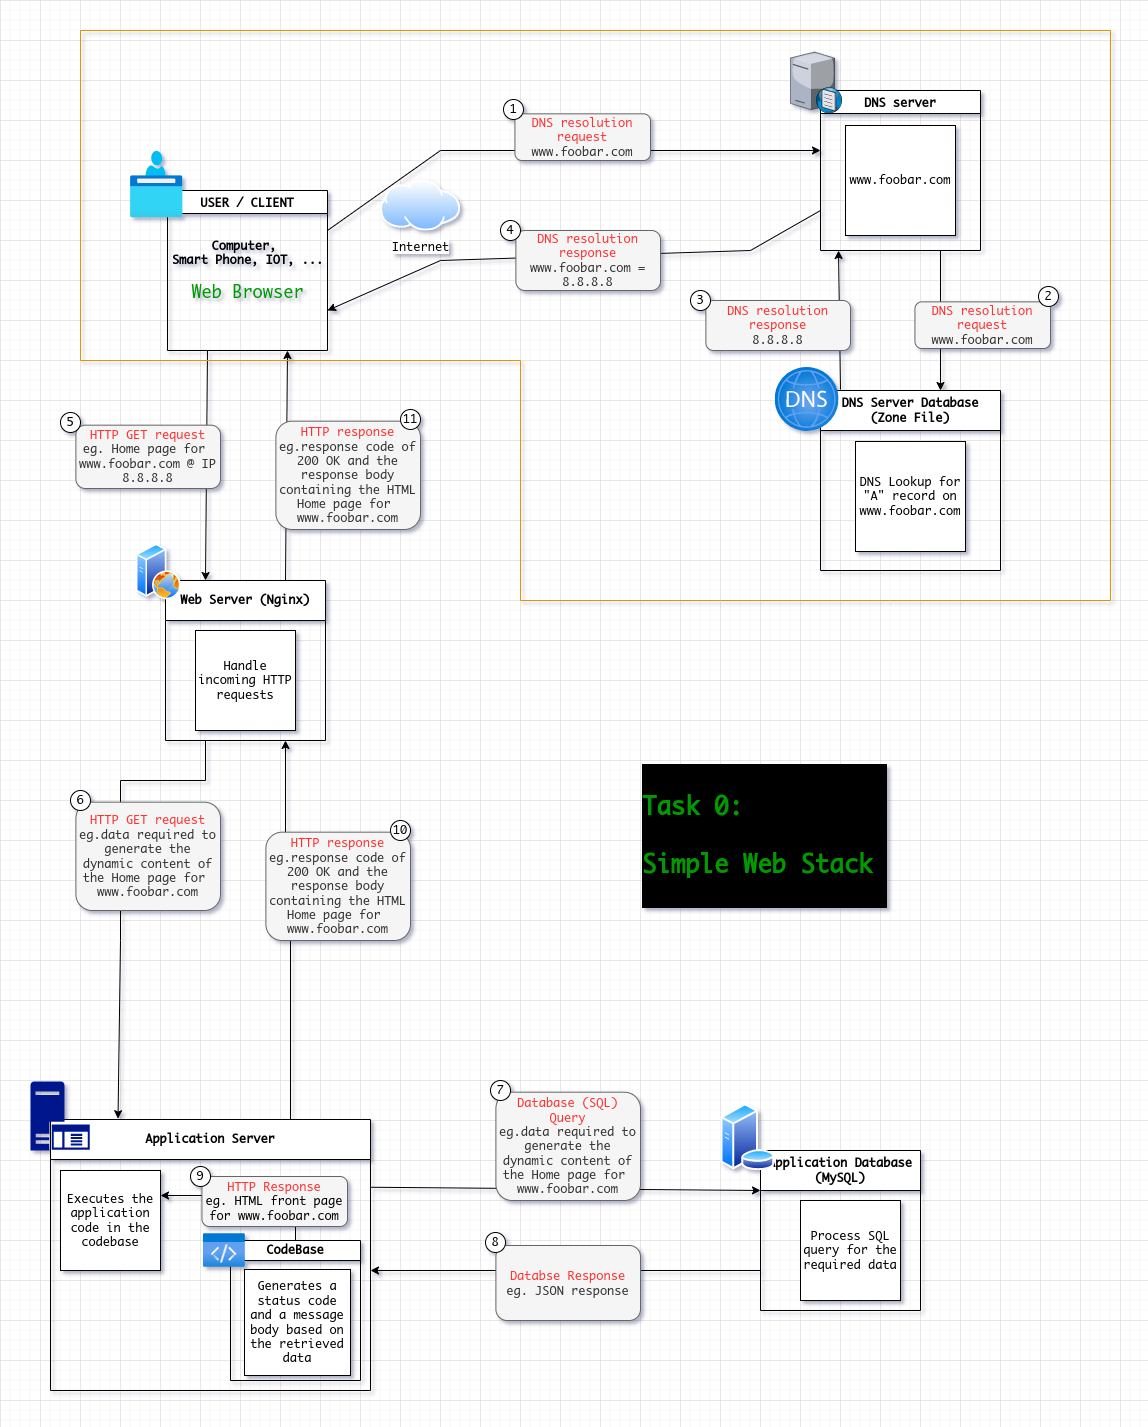 1
DNS resolution
request
www.foobar.com
DNS server
www.foobar.com
USER / CLIENT
Computer,
Smart Phone, IOT, ...
Web Browser
Internet
4
DNS resolution
response
www.foobar.com =
8.8.8.8
3
DNS resolution
response
8.8.8.8
2
DNS resolution
request
www.foobar.com
DNS
DNS Server Database
(Zone File)
DNS Lookup for
"A" record on
www.foobar.com
5
HTTP GET request
eg. Home page for
www.foobar.com @ IP
8.8.8.8
11
HTTP response
eg.response code of
200 OK and the
response body
containing the HTML
Home page for
www.foobar.com
Web Server (Nginx)
Handle
incoming HTTP
requests
6
HTTP GET request
eg.data required to
generate the
dynamic content of
the Home page for
www.foobar.com
10
HTTP response
eg.response code of
200 OK and the
response body
containing the HTML
Home page for
www.foobar.com
Task 0:
Simple Web Stack
Application Server
Executes the
application
code in the
codebase
9
HTTP Response
eg. HTML front page
for www.foobar.com
</>
CodeBase
Generates a
status code
and a message
body based on
the retrieved
data
7
Database (SQL)
Query
eg.data required to
generate the
dynamic content of
the Home page for
www.foobar.com
8
Databse Response
eg. JSON response
Application Database
(MySQL)
Process SQL
query for the
required data